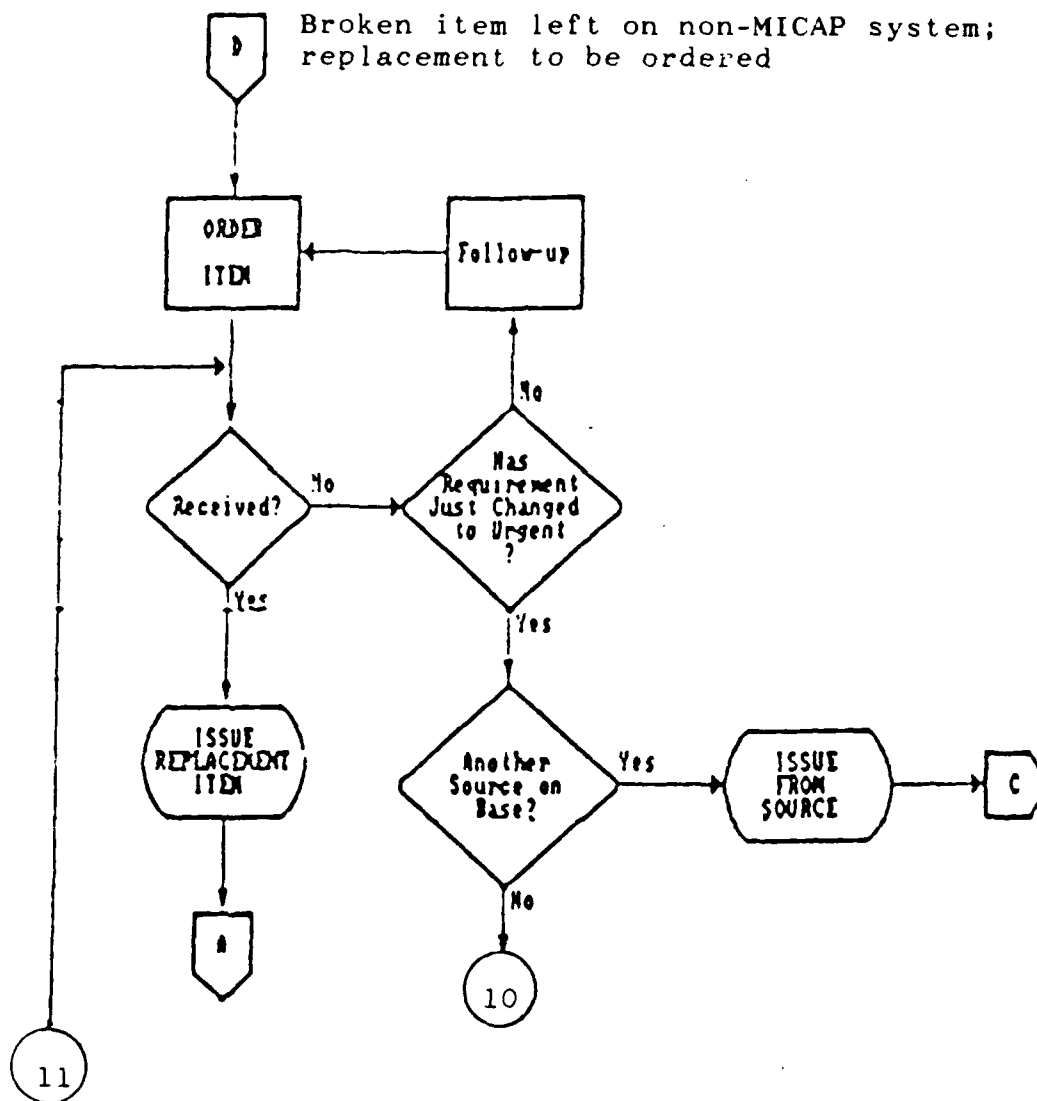 D
Broken item left on non-MICAP system;
replacement to be ordered
ORDER
ITEM
Follow-up
No
Received?
No
Has
Requirement
Just Changed
to Urgent
?
Yes
Yes
ISSUE
REPLACEMENT
ITEM
Another
Source on
Base?
Yes
ISSUE
FROM
SOURCE
C
No
A
10
11